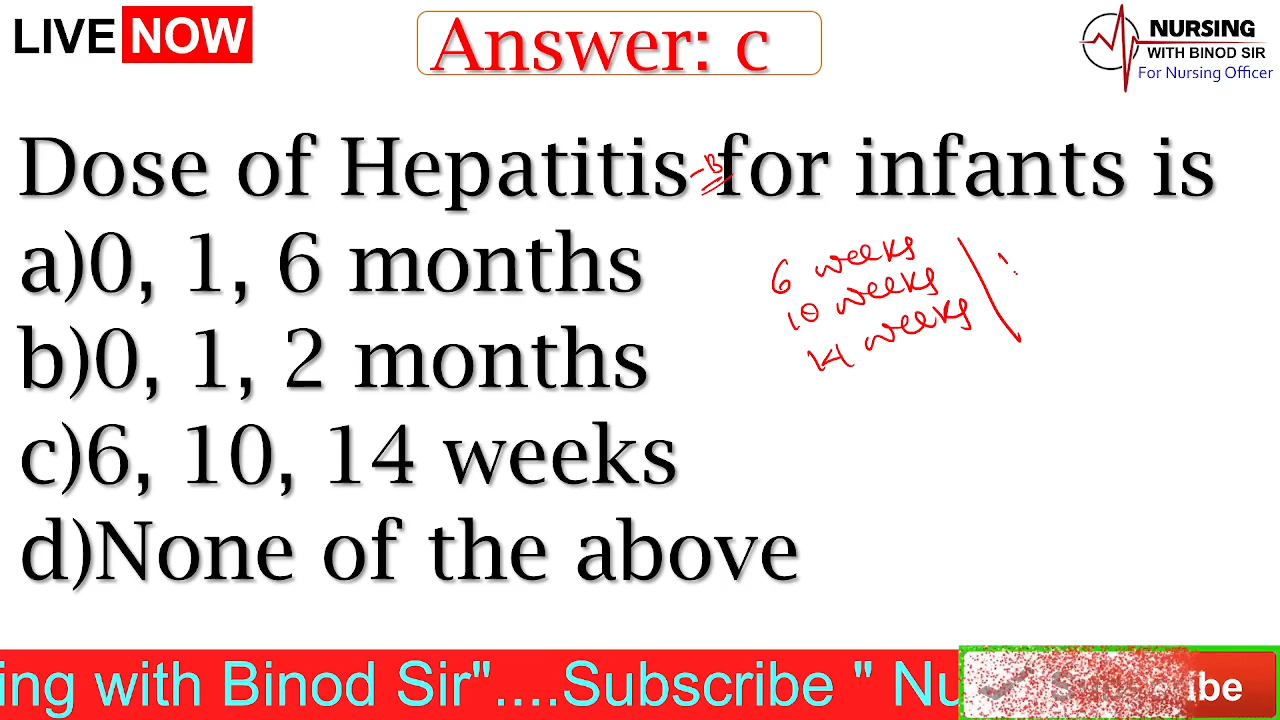 LIVE NOW
Answer: c
NURSING
WITH BINOD SIR
For Nursing Officer
Dose of Hepatitis -B for infants is
a)0, 1, 6 months
6 weeks
10 weeks
14 weeks
b)0, 1, 2 months
c)6, 10, 14 weeks
d)None of the above
ing with Binod Sir"....Subscribe " Nu